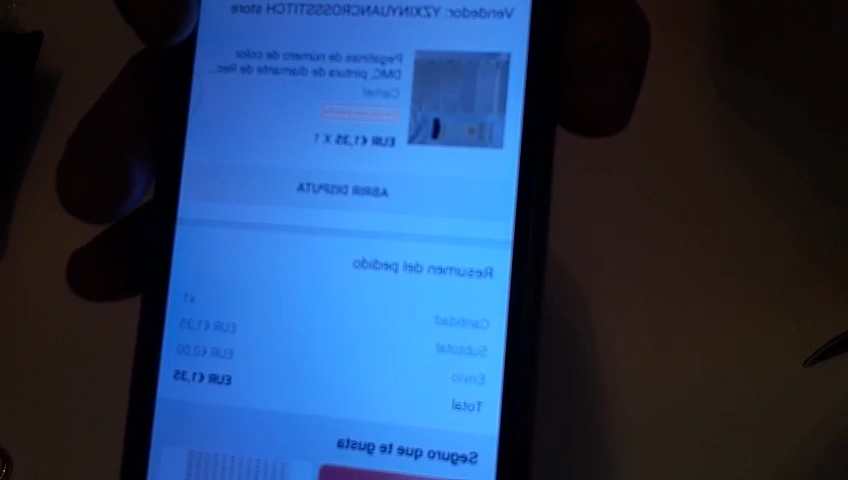 Vendedor: YZXINYUANCROSSSTITCH store
Pegatinas de número de color
DMC, pintura de diamante de Rec...
Camel
EUR €1,35 X 1
ABRIR DISPUTA
Resumen del pedido
Cantidad x1
Subtotal EUR €1,35
Envío EUR €0,00
Total EUR €1,35
Seguro que te gusta